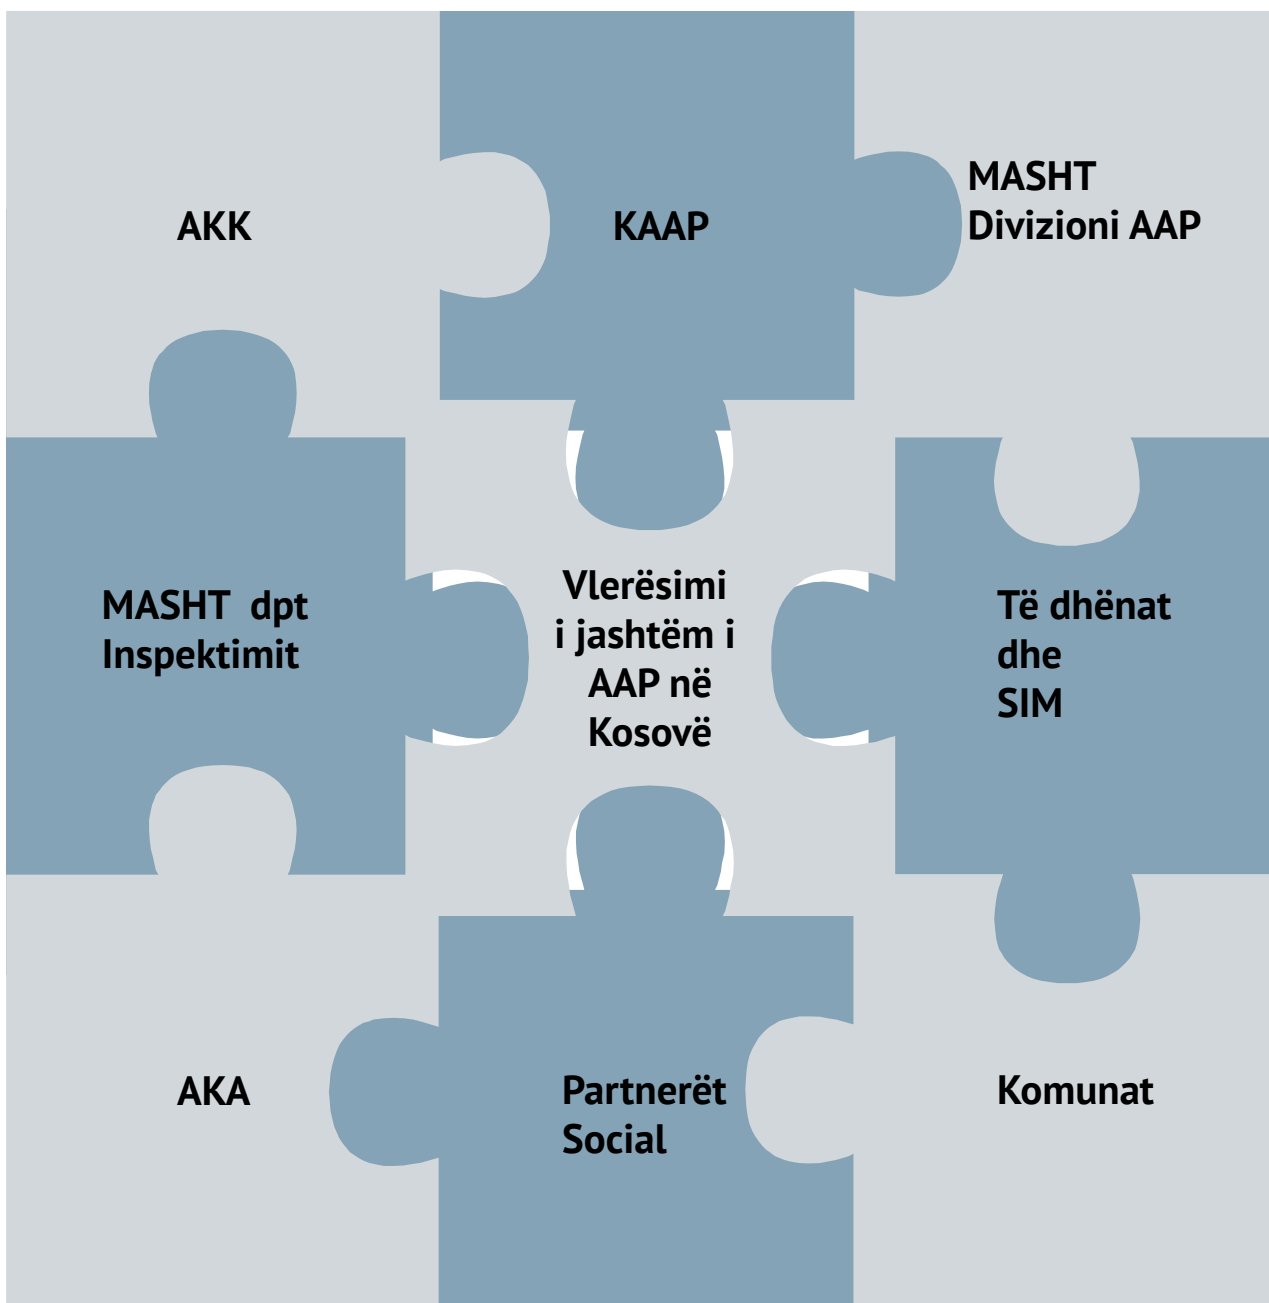 AKK
KAAP
MASHT
Divizioni AAP
MASHT dpt
Inspektimit
Vlerësimi
i jashtëm i
AAP në
Kosovë
Të dhënat
dhe
SIM
AKA
Partnerët
Social
Komunat